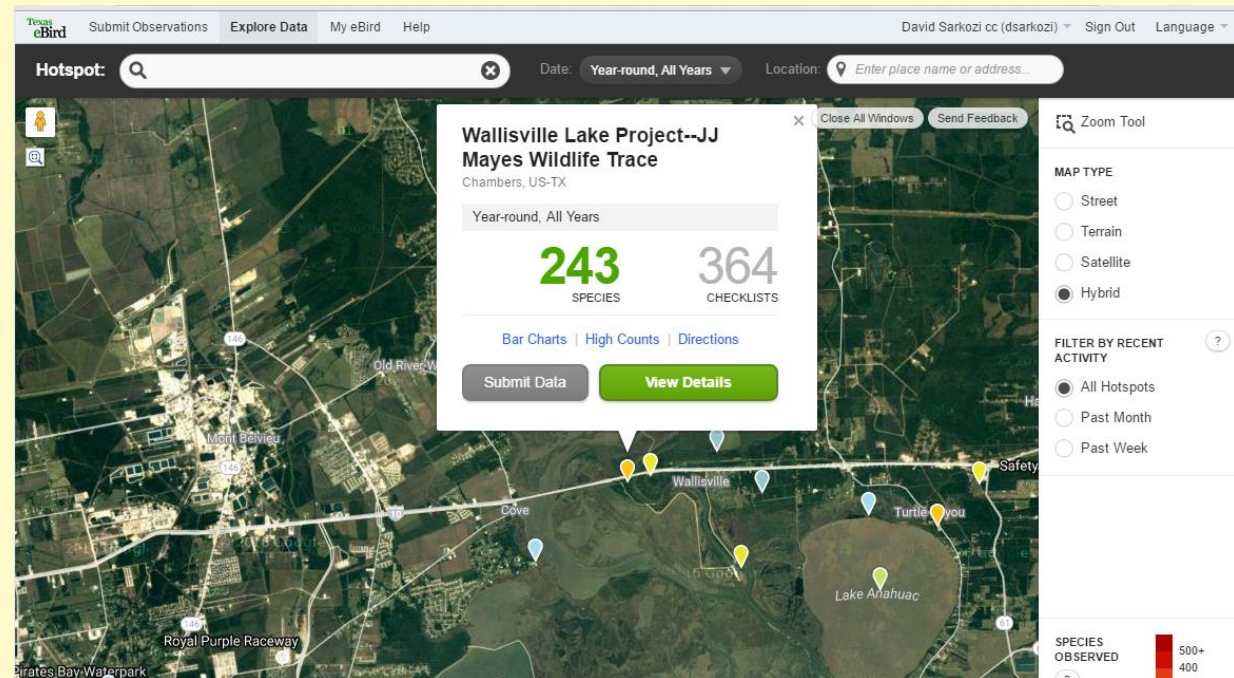 Texas
eBird
Submit Observations Explore Data My eBird Help David Sarkozi cc (dsarkozi) Sign Out Language
Hotspot: Date: Year-round, All Years Location: Enter place name or address...
Close All Windows Send Feedback
Wallisville Lake Project--JJ
Mayes Wildlife Trace
Chambers, US-TX
Year-round, All Years
243 364
SPECIES CHECKLISTS
Bar Charts | High Counts | Directions
Submit Data View Details
146
Old River-W
Mont Belvieu
146
Wallisville
Safety
Cove
10
Turtle
you
Lake Anahuac
146
61
Royal Purple Raceway
Pirates Bay Waterpark
Zoom Tool
MAP TYPE
Street
Terrain
Satellite
Hybrid
FILTER BY RECENT
ACTIVITY
?
All Hotspots
Past Month
Past Week
SPECIES
OBSERVED
?
500+
400